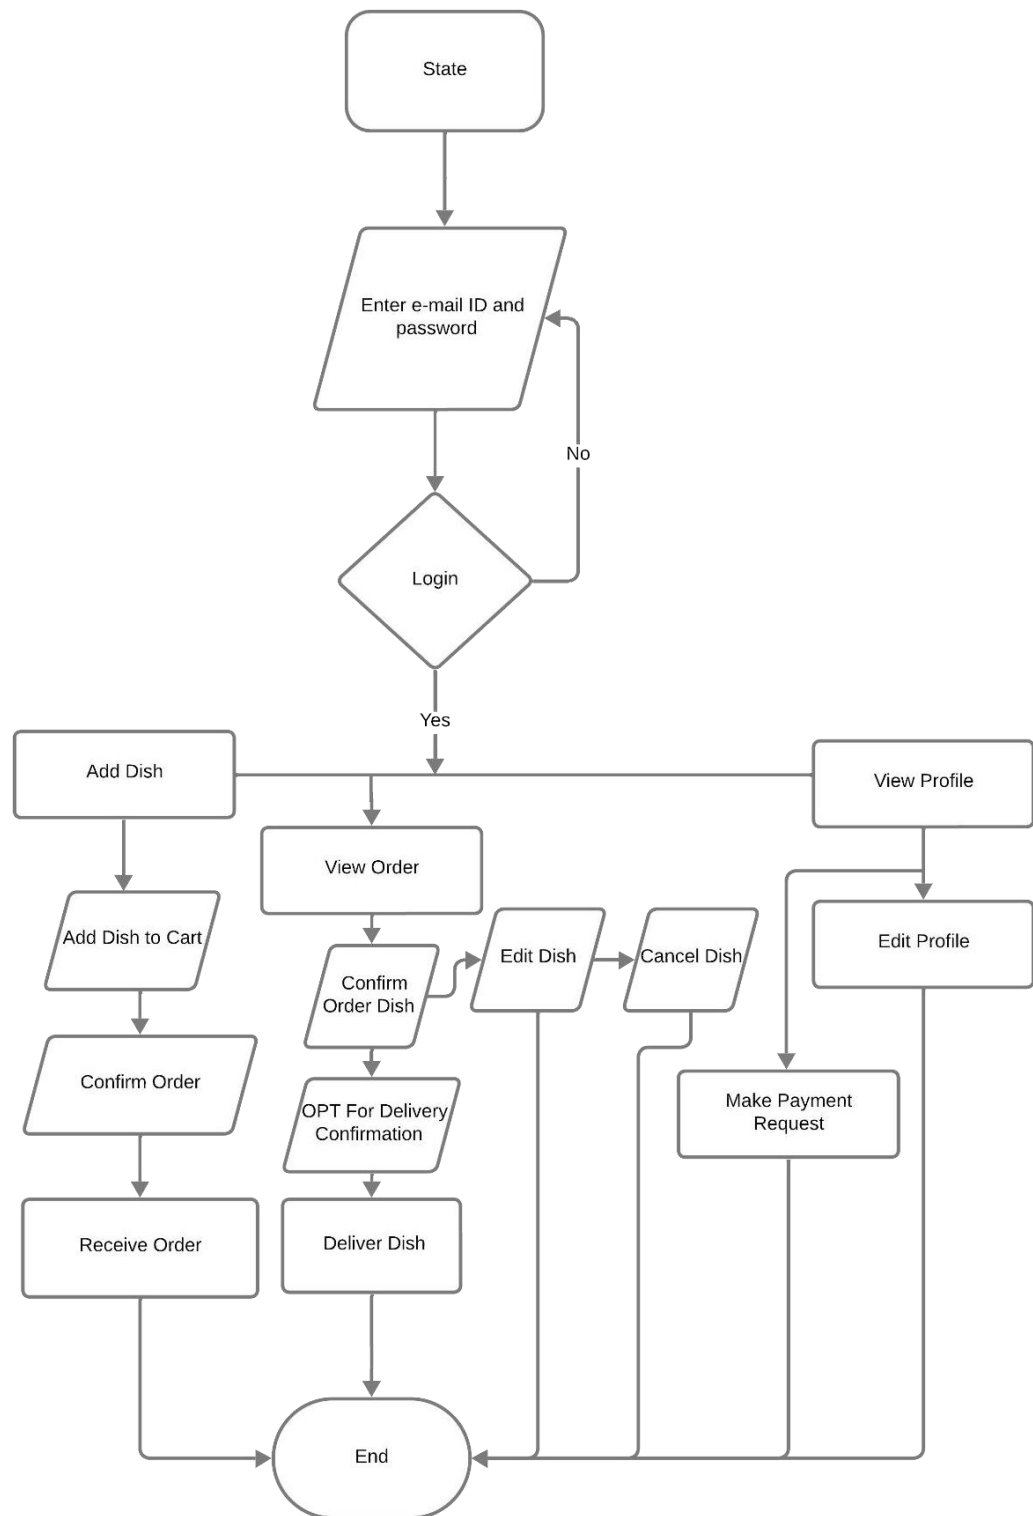 State
Enter e-mail ID and
password
No
Login
Yes
Add Dish
View Profile
View Order
Add Dish to Cart
Confirm
Order Dish
Edit Dish
Cancel Dish
Edit Profile
Confirm Order
OPT For Delivery
Confirmation
Make Payment
Request
Receive Order
Deliver Dish
End